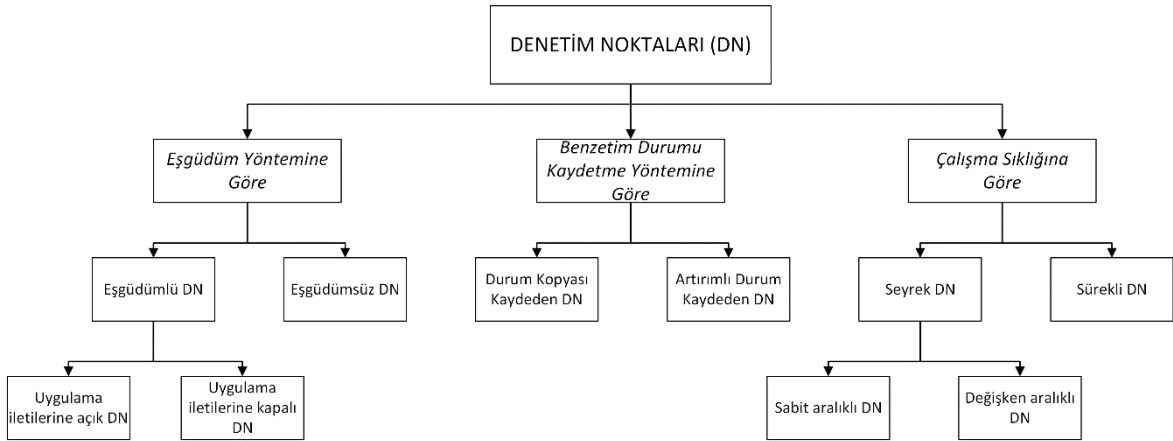 DENETİM NOKTALARI (DN)
Eşgüdüm Yöntemine
Göre
Benzetim Durumu
Kaydetme Yöntemine
Göre
Çalışma Sıklığına
Göre
Eşgüdümlü DN
Eşgüdümsüz DN
Durum Kopyası
Kaydeden DN
Artırımlı Durum
Kaydeden DN
Seyrek DN
Sürekli DN
Uygulama
iletilerine açık DN
Uygulama
iletilerine kapalı
DN
Sabit aralıklı DN
Değişken aralıklı
DN